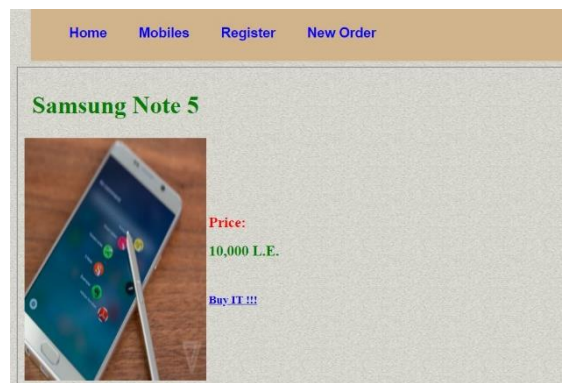 Home Mobiles Register New Order
Samsung Note 5
Price:
10,000 L.E.
Buy IT !!!